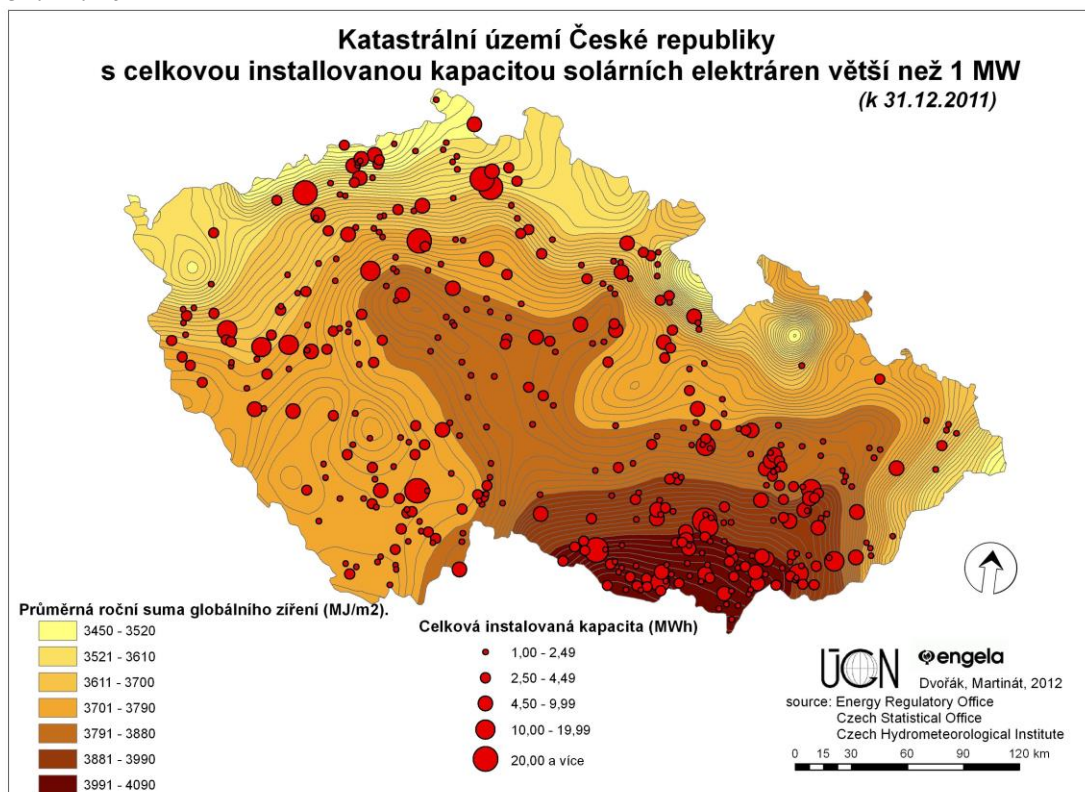 Katastrální území České republiky
s celkovou installovanou kapacitou solárních elektráren větší než 1 MW
(k 31.12.2011)
Průměrná roční suma globálního zíření (MJ/m2).
3450 - 3520
3521 - 3610
3611 - 3700
3701 - 3790
3791 - 3880
3881 - 3990
3991 - 4090
Celková instalovaná kapacita (MWh)
1,00 - 2,49
2,50 - 4,49
4,50 - 9,99
10,00 - 19,99
20,00 a více
ÚGN
engela
Dvořák, Martinát, 2012
source: Energy Regulatory Office
Czech Statistical Office
Czech Hydrometeorological Institute
0 15 30 60 90 120 km